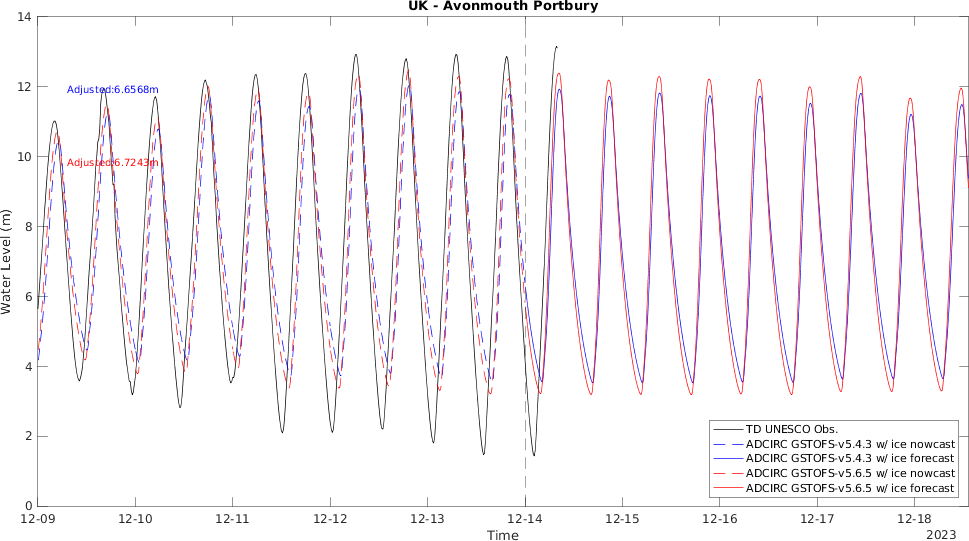 UK - Avonmouth Portbury
14
12
10
8
6
4
2
0
Water Level (m)
Adjusted:6.6568m
Adjusted:6.7243m
TD UNESCO Obs.
ADCIRC GSTOFS-v5.4.3 w/ ice nowcast
ADCIRC GSTOFS-v5.4.3 w/ ice forecast
ADCIRC GSTOFS-v5.6.5 w/ ice nowcast
ADCIRC GSTOFS-v5.6.5 w/ ice forecast
12-09 12-10 12-11 12-12 12-13 12-14 12-15 12-16 12-17 12-18
Time
2023